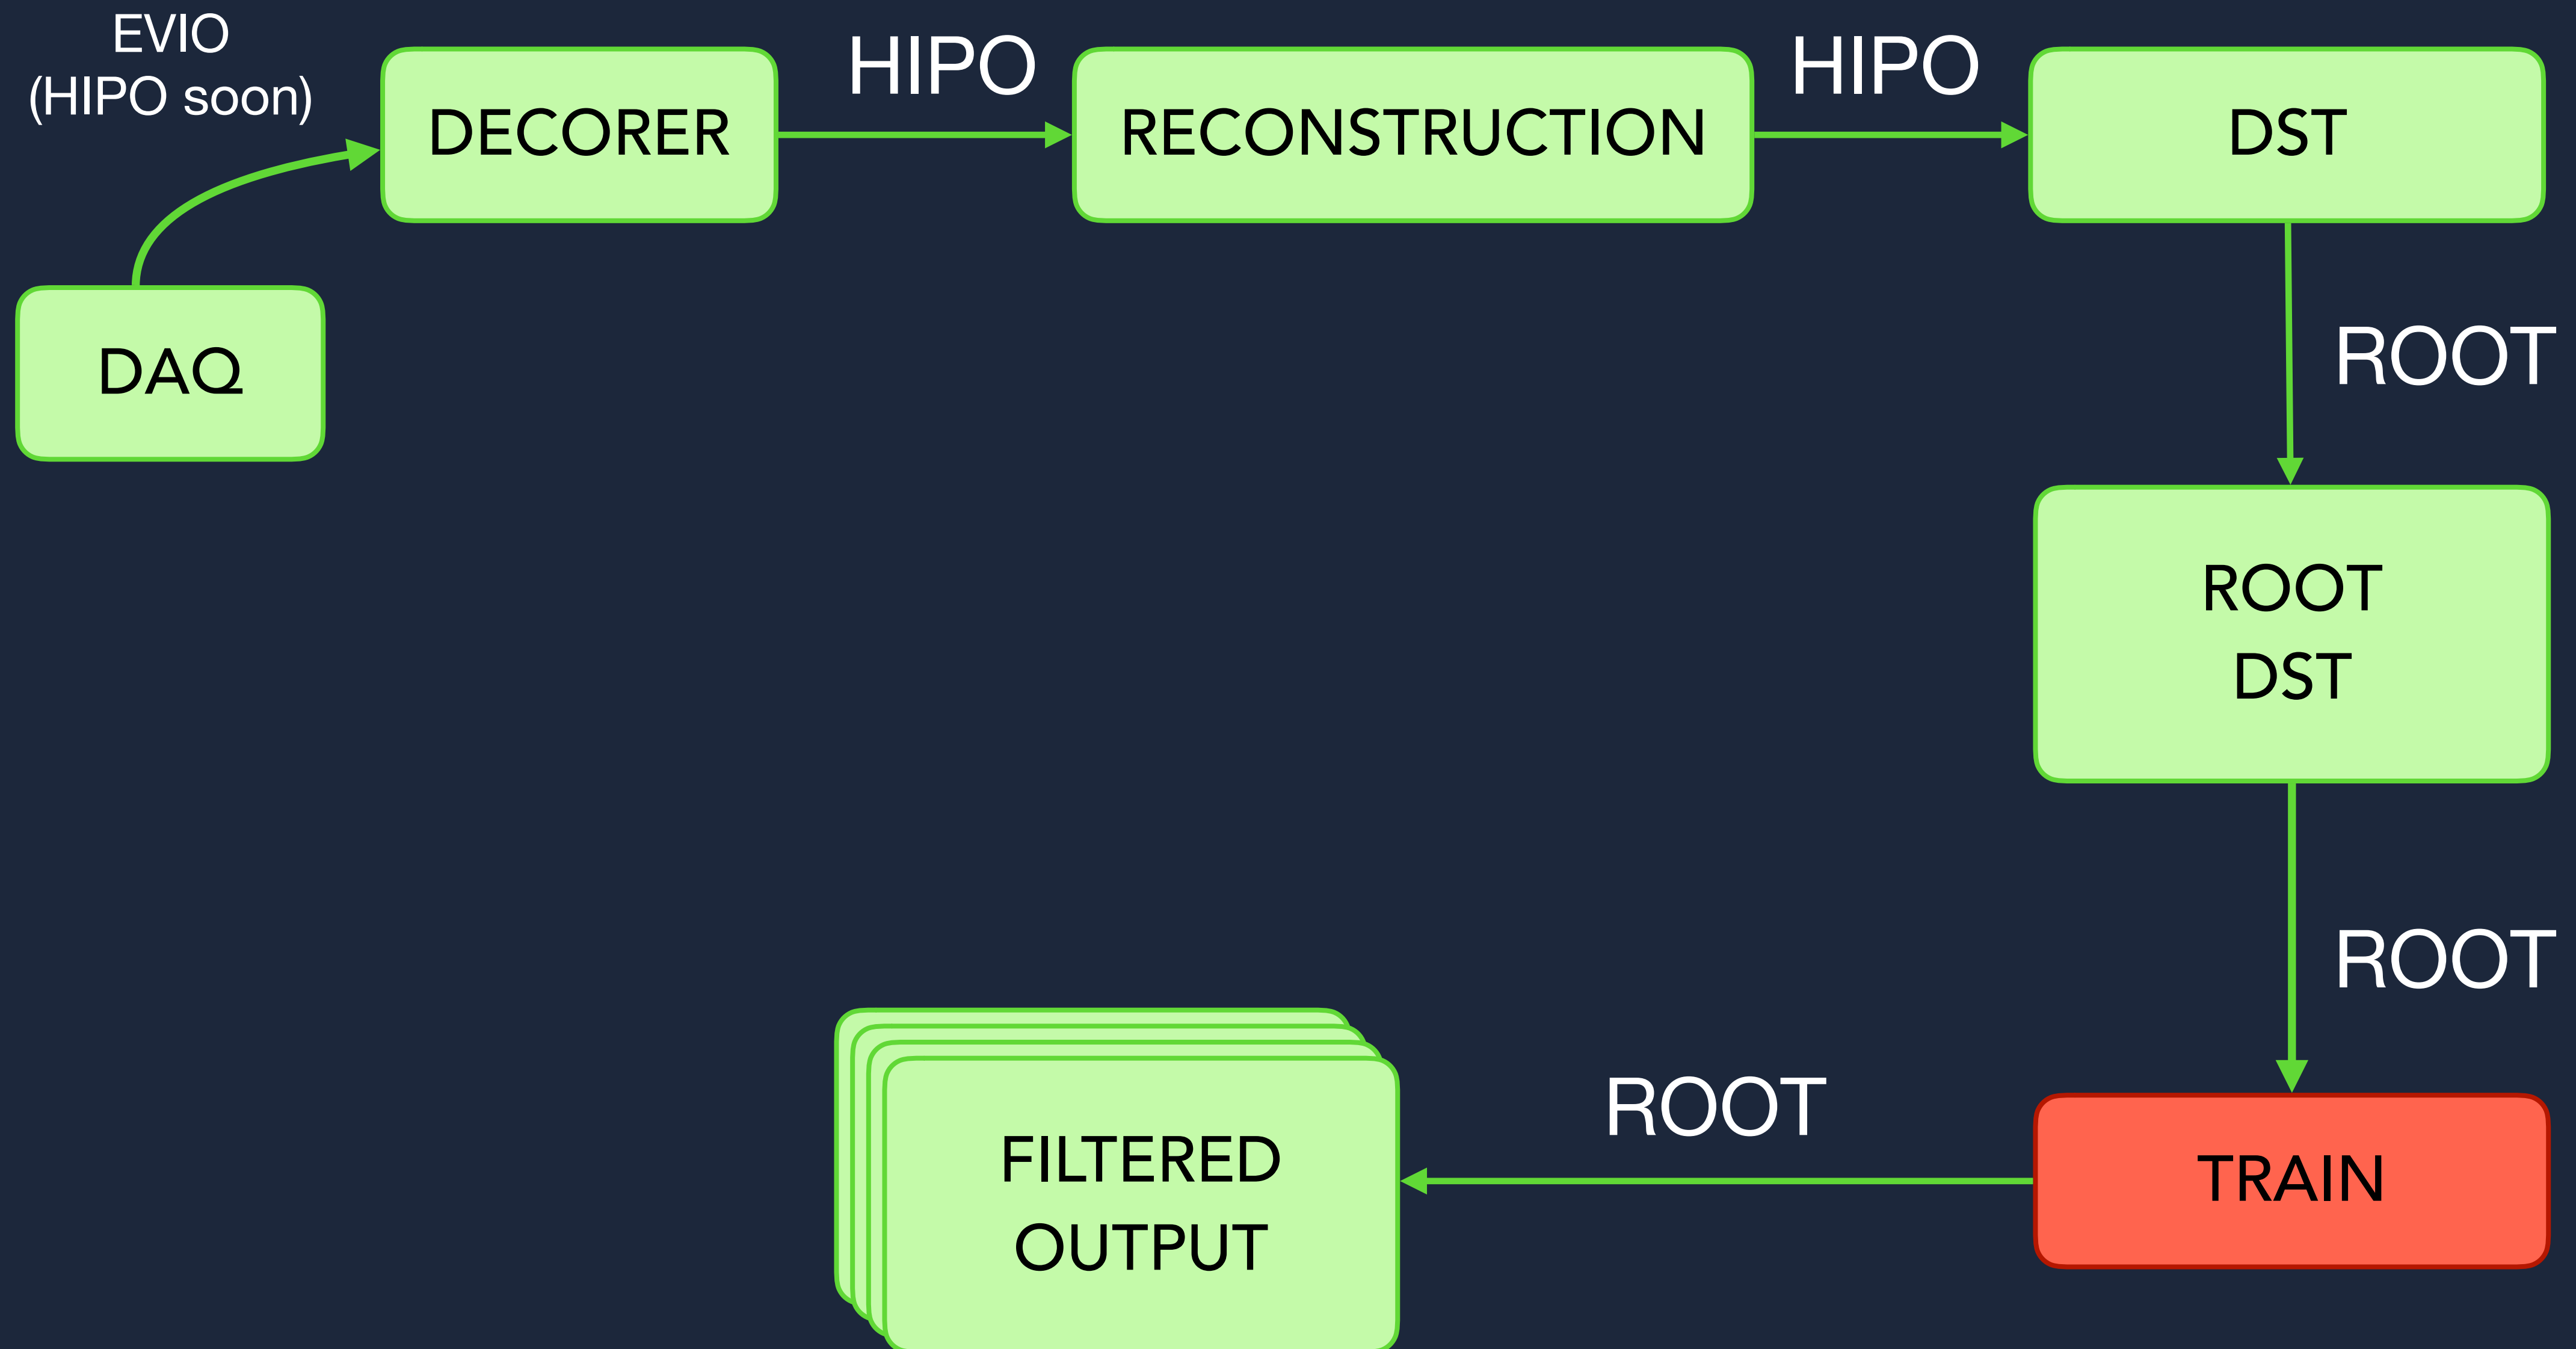 EVIO
(HIPO soon)
DECORER
HIPO
RECONSTRUCTION
HIPO
DST
DAQ
ROOT
ROOT
DST
ROOT
TRAIN
ROOT
FILTERED
OUTPUT